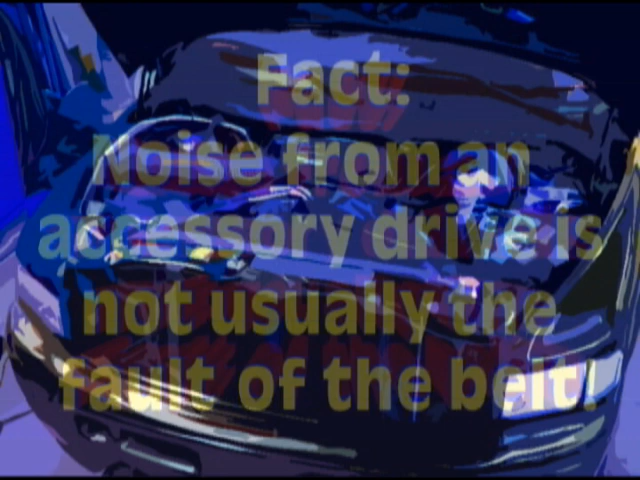 Fact:
Noise from an
accessory drive is
not usually the
fault of the belt.